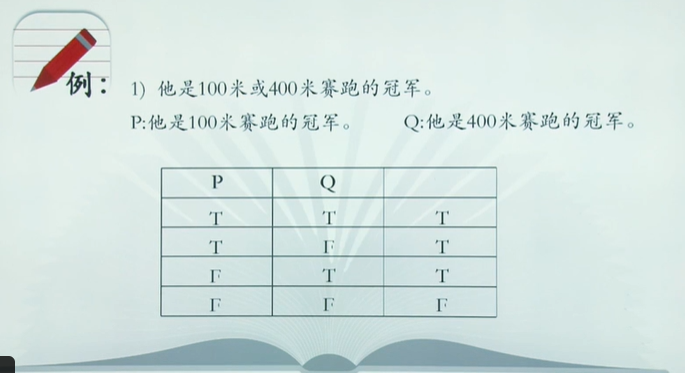 例：
1) 他是100米或400米赛跑的冠军。
P:他是100米赛跑的冠军。 Q:他是400米赛跑的冠军。
P Q
T T T
T F T
F T T
F F F